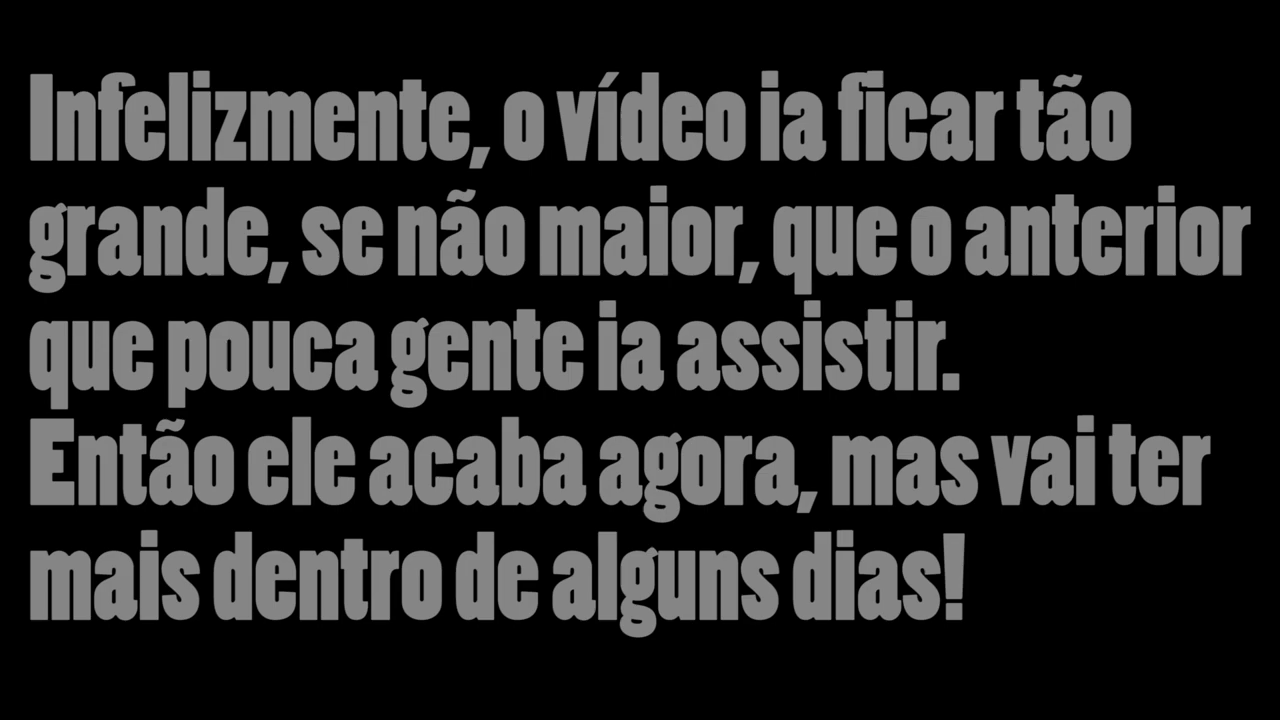 Infelizmente, o vídeo ia ficar tão
grande, se não maior, que o anterior
que pouca gente ia assistir.
Então ele acaba agora, mas vai ter
mais dentro de alguns dias!